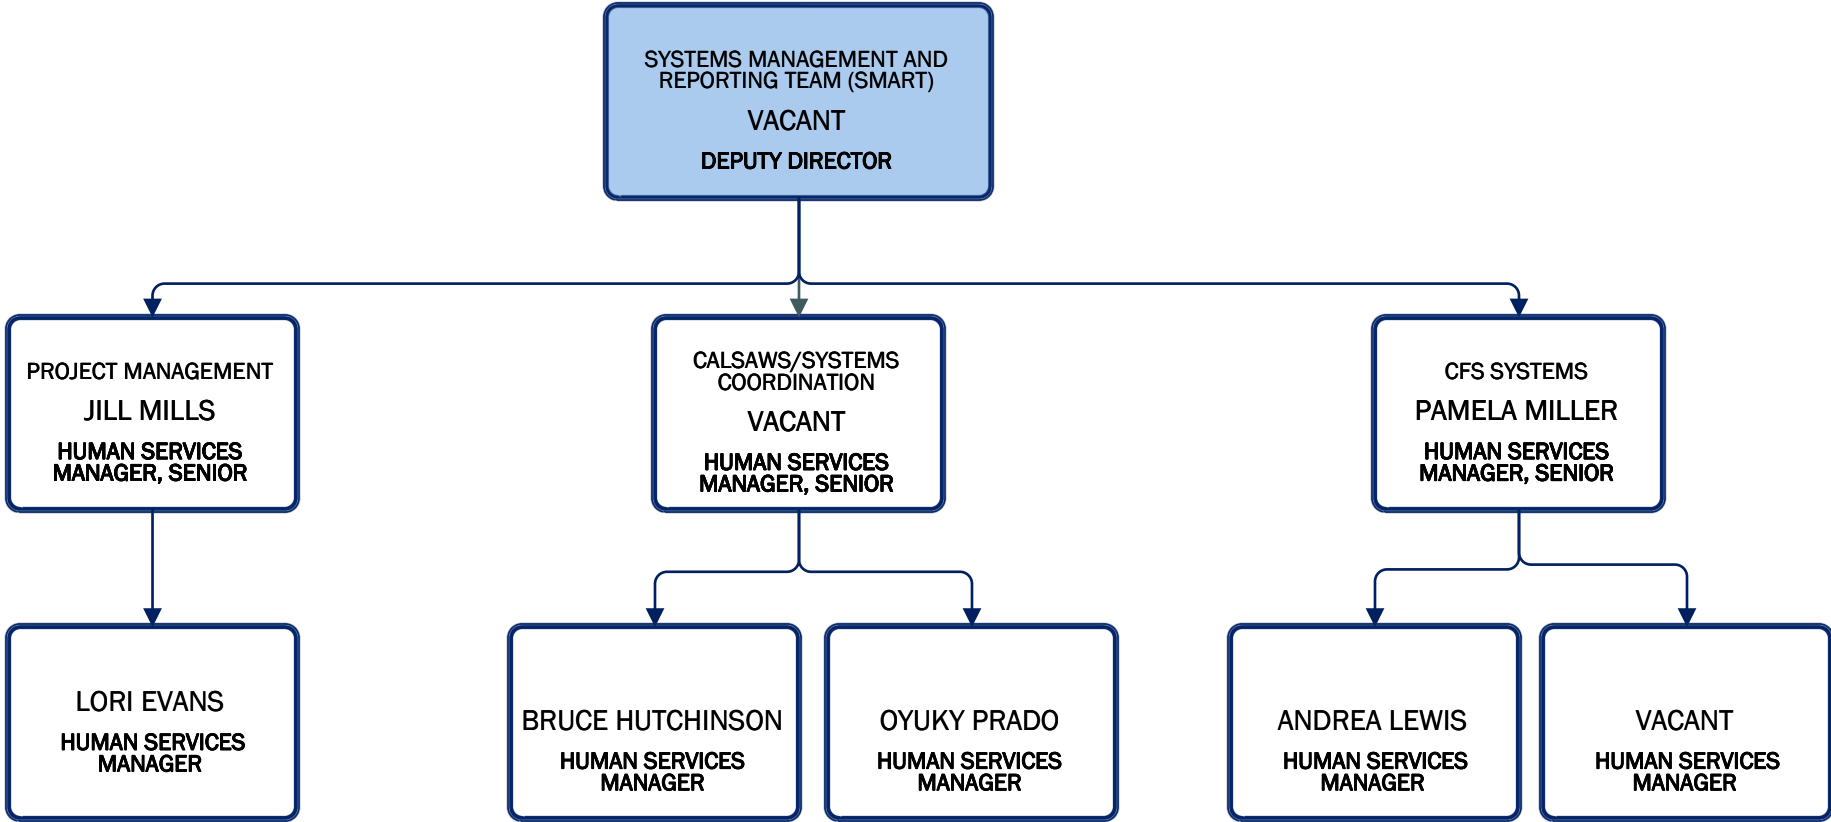 SYSTEMS MANAGEMENT AND
REPORTING TEAM (SMART)
VACANT
DEPUTY DIRECTOR
PROJECT MANAGEMENT
JILL MILLS
HUMAN SERVICES
MANAGER, SENIOR
CALSAWS/SYSTEMS
COORDINATION
VACANT
HUMAN SERVICES
MANAGER, SENIOR
CFS SYSTEMS
PAMELA MILLER
HUMAN SERVICES
MANAGER, SENIOR
LORI EVANS
HUMAN SERVICES
MANAGER
BRUCE HUTCHINSON
HUMAN SERVICES
MANAGER
OYUKY PRADO
HUMAN SERVICES
MANAGER
ANDREA LEWIS
HUMAN SERVICES
MANAGER
VACANT
HUMAN SERVICES
MANAGER